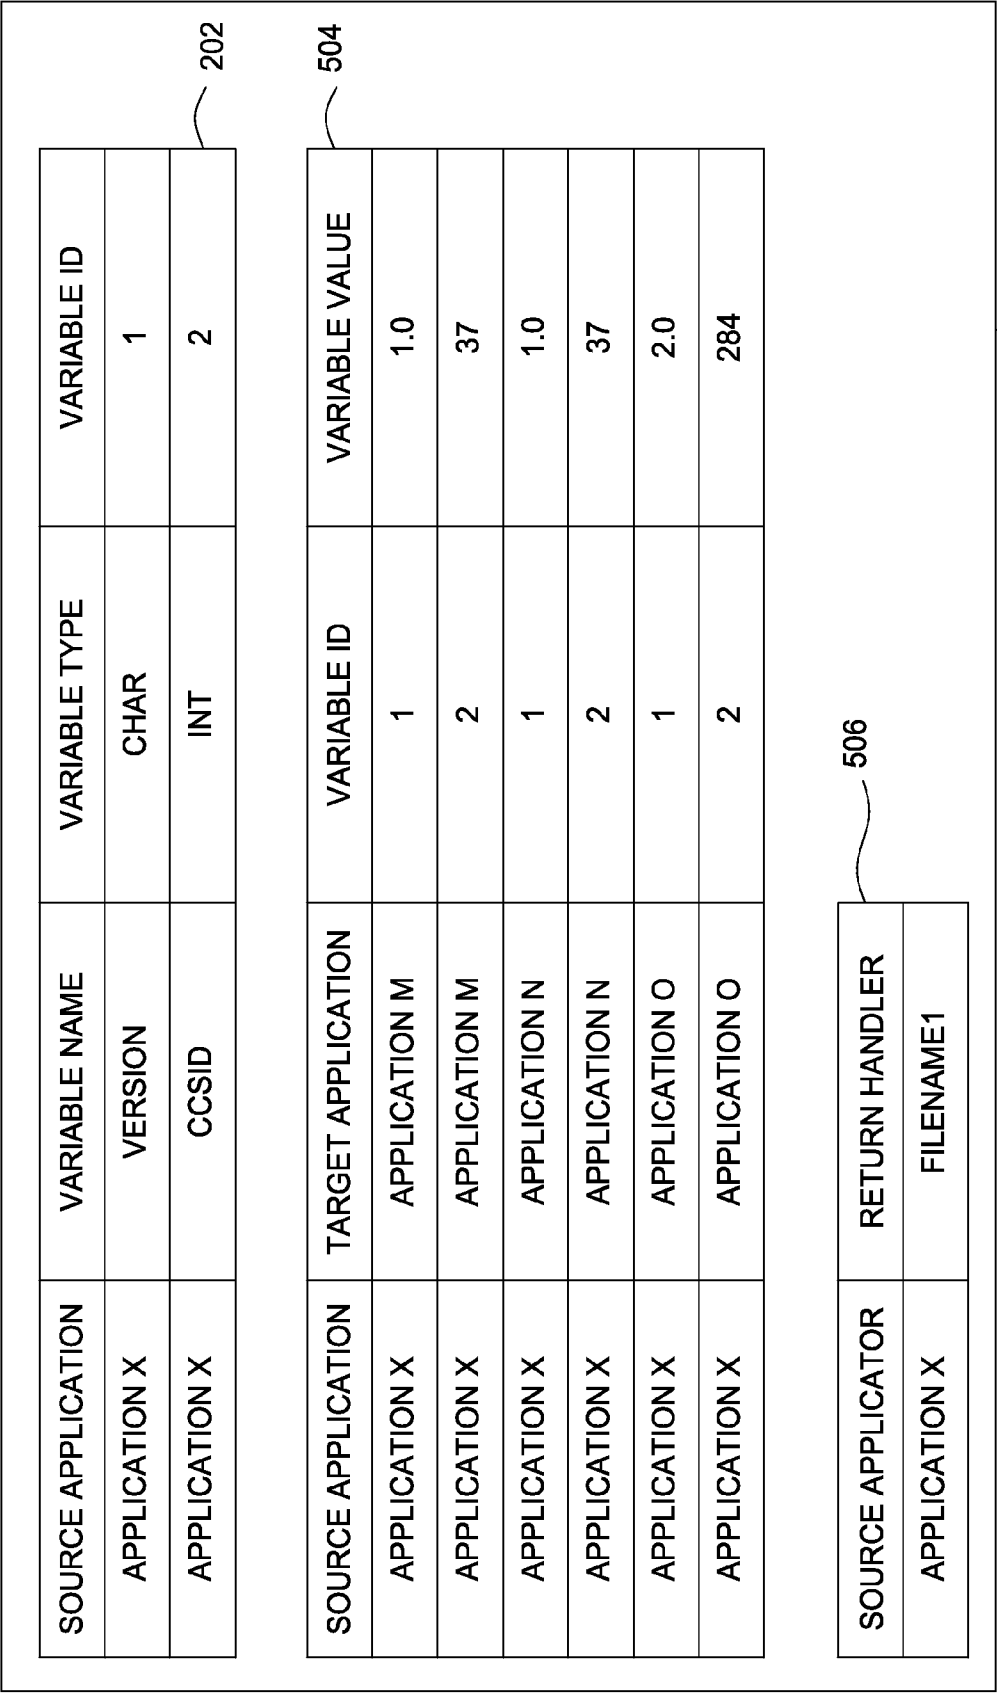 SOURCE APPLICATION VARIABLE NAME VARIABLE TYPE VARIABLE ID
APPLICATION X VERSION CHAR 1
APPLICATION X CCSID INT 2
202
SOURCE APPLICATION TARGET APPLICATION VARIABLE ID VARIABLE VALUE
504
APPLICATION X APPLICATION M 1 1.0
APPLICATION X APPLICATION M 2 37
APPLICATION X APPLICATION N 1 1.0
APPLICATION X APPLICATION N 2 37
APPLICATION X APPLICATION O 1 2.0
APPLICATION X APPLICATION O 2 284
SOURCE APPLICATOR RETURN HANDLER
506
APPLICATION X FILENAME1